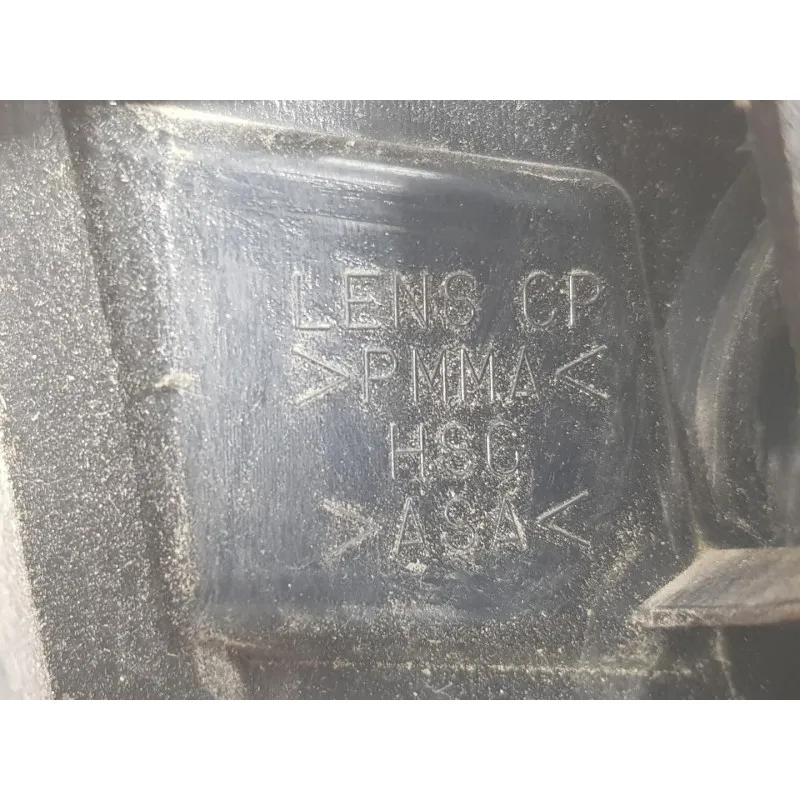 LENS CP
>PMMA<
HSG
>ASA<